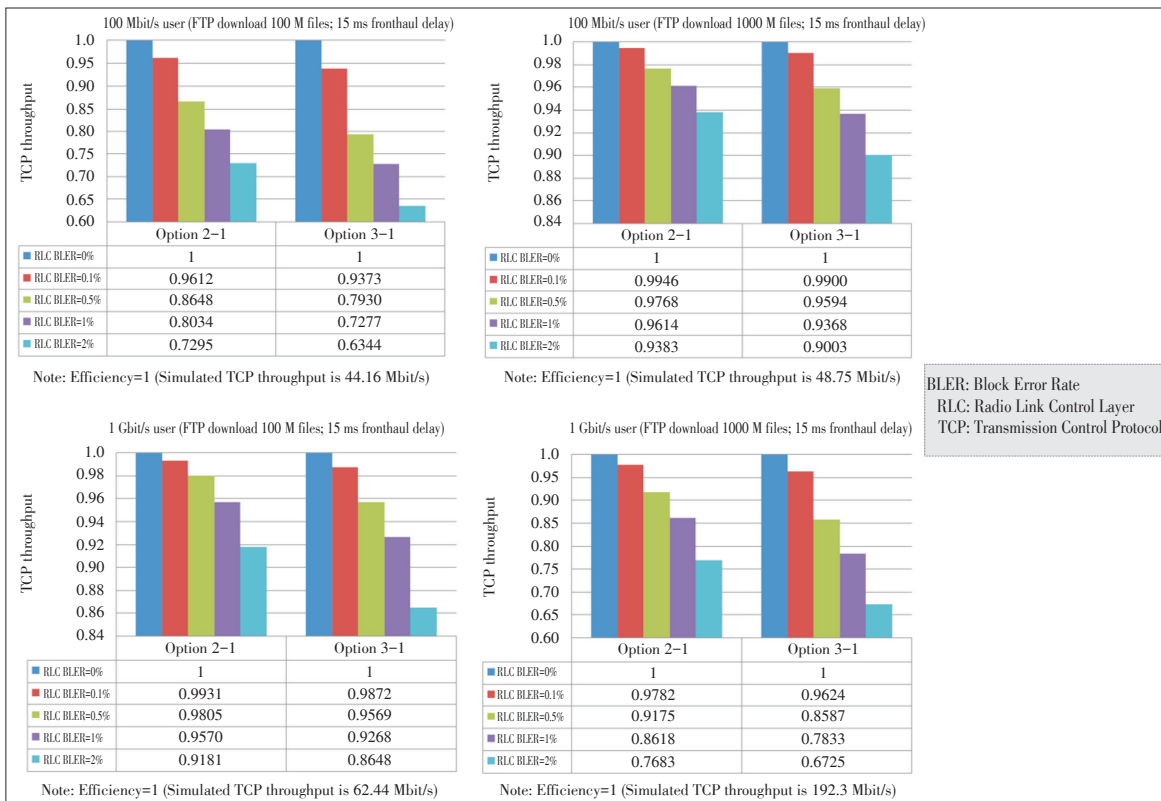 100 Mbit/s user (FTP download 100 M files; 15 ms fronthaul delay)
TCP throughput
1.0
0.95
0.90
0.85
0.80
0.75
0.70
0.65
0.60
Option 2-1 Option 3-1
RLC BLER=0% 1 1
RLC BLER=0.1% 0.9612 0.9373
RLC BLER=0.5% 0.8648 0.7930
RLC BLER=1% 0.8034 0.7277
RLC BLER=2% 0.7295 0.6344
Note: Efficiency=1 (Simulated TCP throughput is 44.16 Mbit/s)
100 Mbit/s user (FTP download 1000 M files; 15 ms fronthaul delay)
TCP throughput
1.0
0.98
0.96
0.94
0.92
0.90
0.88
0.86
0.84
Option 2-1 Option 3-1
RLC BLER=0% 1 1
RLC BLER=0.1% 0.9946 0.9900
RLC BLER=0.5% 0.9768 0.9594
RLC BLER=1% 0.9614 0.9368
RLC BLER=2% 0.9383 0.9003
Note: Efficiency=1 (Simulated TCP throughput is 48.75 Mbit/s)
1 Gbit/s user (FTP download 100 M files; 15 ms fronthaul delay)
TCP throughput
1.0
0.98
0.96
0.94
0.92
0.90
0.88
0.86
0.84
Option 2-1 Option 3-1
RLC BLER=0% 1 1
RLC BLER=0.1% 0.9931 0.9872
RLC BLER=0.5% 0.9805 0.9569
RLC BLER=1% 0.9570 0.9268
RLC BLER=2% 0.9181 0.8648
Note: Efficiency=1 (Simulated TCP throughput is 62.44 Mbit/s)
1 Gbit/s user (FTP download 1000 M files; 15 ms fronthaul delay)
TCP throughput
1.0
0.95
0.90
0.85
0.80
0.75
0.70
0.65
0.60
Option 2-1 Option 3-1
RLC BLER=0% 1 1
RLC BLER=0.1% 0.9782 0.9624
RLC BLER=0.5% 0.9175 0.8587
RLC BLER=1% 0.8618 0.7833
RLC BLER=2% 0.7683 0.6725
Note: Efficiency=1 (Simulated TCP throughput is 192.3 Mbit/s)
BLER: Block Error Rate
RLC: Radio Link Control Layer
TCP: Transmission Control Protocol